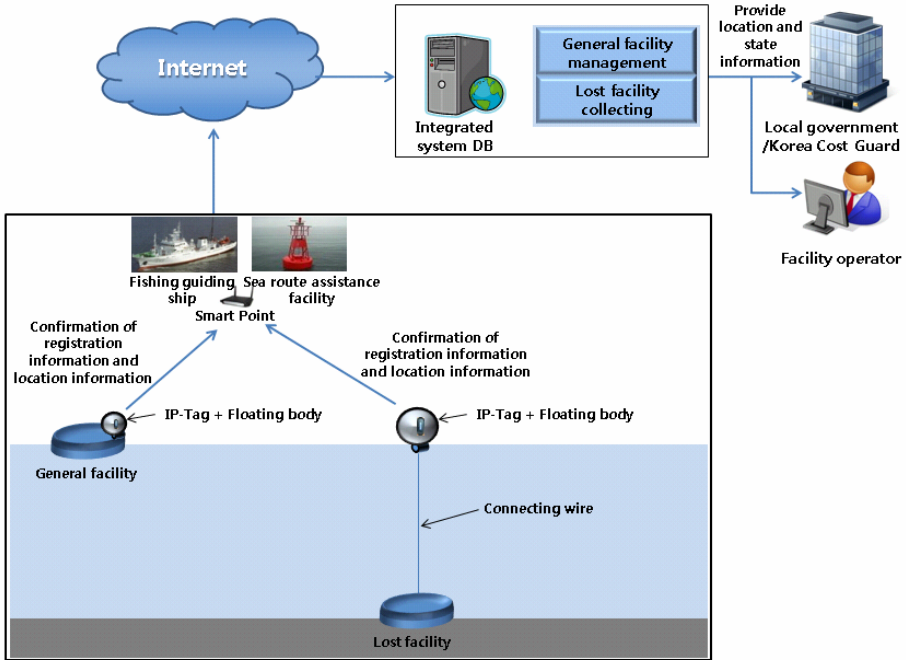 Internet
Integrated
system DB
General facility
management
Lost facility
collecting
Provide
location and
state
information
Local government
/Korea Cost Guard
Facility operator
Fishing guiding
ship
Sea route assistance
facility
Smart Point
Confirmation of
registration
information and
location information
Confirmation of
registration information
and location information
IP-Tag + Floating body
IP-Tag + Floating body
General facility
Connecting wire
Lost facility